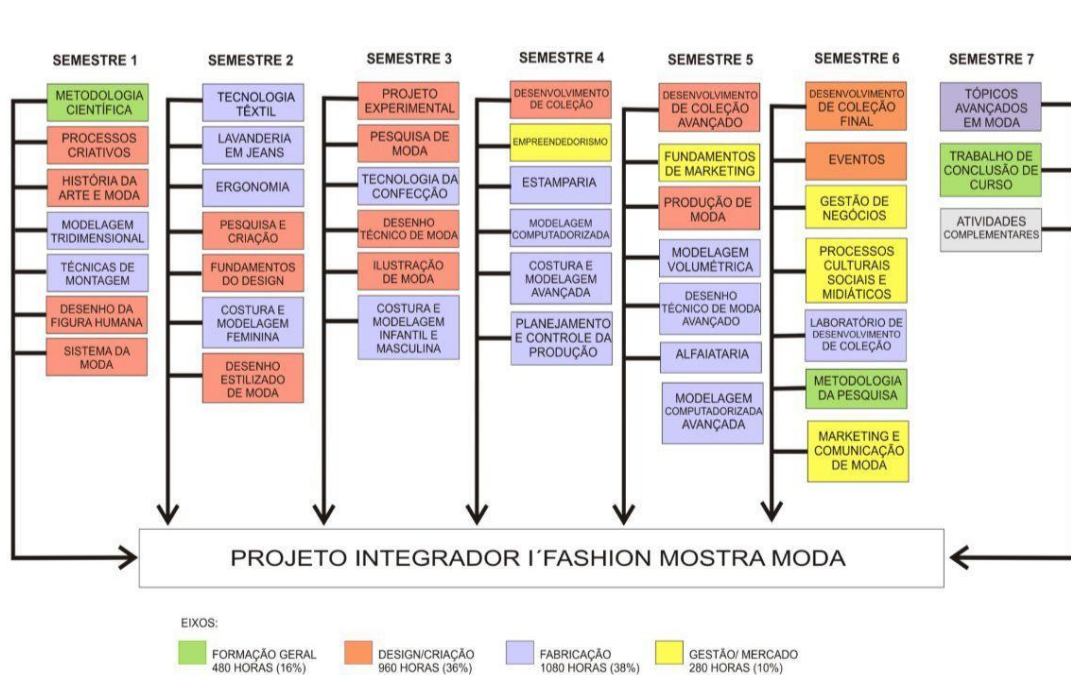 SEMESTRE 1
METODOLOGIA
CIENTÍFICA
PROCESSOS
CRIATIVOS
HISTÓRIA DA
ARTE E MODA
MODELAGEM
TRIDIMENSIONAL
TÉCNICAS DE
MONTAGEM
DESENHO DA
FIGURA HUMANA
SISTEMA DA
MODA
SEMESTRE 2
TECNOLOGIA
TÊXTIL
LAVANDERIA
EM JEANS
ERGONOMIA
PESQUISA E
CRIAÇÃO
FUNDAMENTOS
DO DESIGN
COSTURA E
MODELAGEM
FEMININA
DESENHO
ESTILIZADO
DE MODA
SEMESTRE 3
PROJETO
EXPERIMENTAL
PESQUISA DE
MODA
TECNOLOGIA DA
CONFECÇÃO
DESENHO
TÉCNICO DE MODA
ILUSTRAÇÃO
DE MODA
COSTURA E
MODELAGEM
INFANTIL E
MASCULINA
SEMESTRE 4
DESENVOLVIMENTO
DE COLEÇÃO
EMPREENDEDORISMO
ESTAMPARIA
MODELAGEM
COMPUTADORIZADA
COSTURA E
MODELAGEM
AVANÇADA
PLANEJAMENTO
E CONTROLE DA
PRODUÇÃO
SEMESTRE 5
DESENVOLVIMENTO
DE COLEÇÃO
AVANÇADO
FUNDAMENTOS
DE MARKETING
PRODUÇÃO DE
MODA
MODELAGEM
VOLUMÉTRICA
DESENHO
TÉCNICO DE MODA
AVANÇADO
ALFAIATARIA
MODELAGEM
COMPUTADORIZADA
AVANÇADA
SEMESTRE 6
DESENVOLVIMENTO
DE COLEÇÃO
FINAL
EVENTOS
GESTÃO DE
NEGÓCIOS
PROCESSOS
CULTURAIS
SOCIAIS E
MIDIÁTICOS
LABORATÓRIO DE
DESENVOLVIMENTO
DE COLEÇÃO
METODOLOGIA
DA PESQUISA
MARKETING E
COMUNICAÇÃO
DE MODA
SEMESTRE 7
TÓPICOS
AVANÇADOS
EM MODA
TRABALHO DE
CONCLUSÃO DE
CURSO
ATIVIDADES
COMPLEMENTARES
PROJETO INTEGRADOR I´FASHION MOSTRA MODA
EIXOS:
FORMAÇÃO GERAL
480 HORAS (16%)
DESIGN/CRIAÇÃO
960 HORAS (36%)
FABRICAÇÃO
1080 HORAS (38%)
GESTÃO/ MERCADO
280 HORAS (10%)